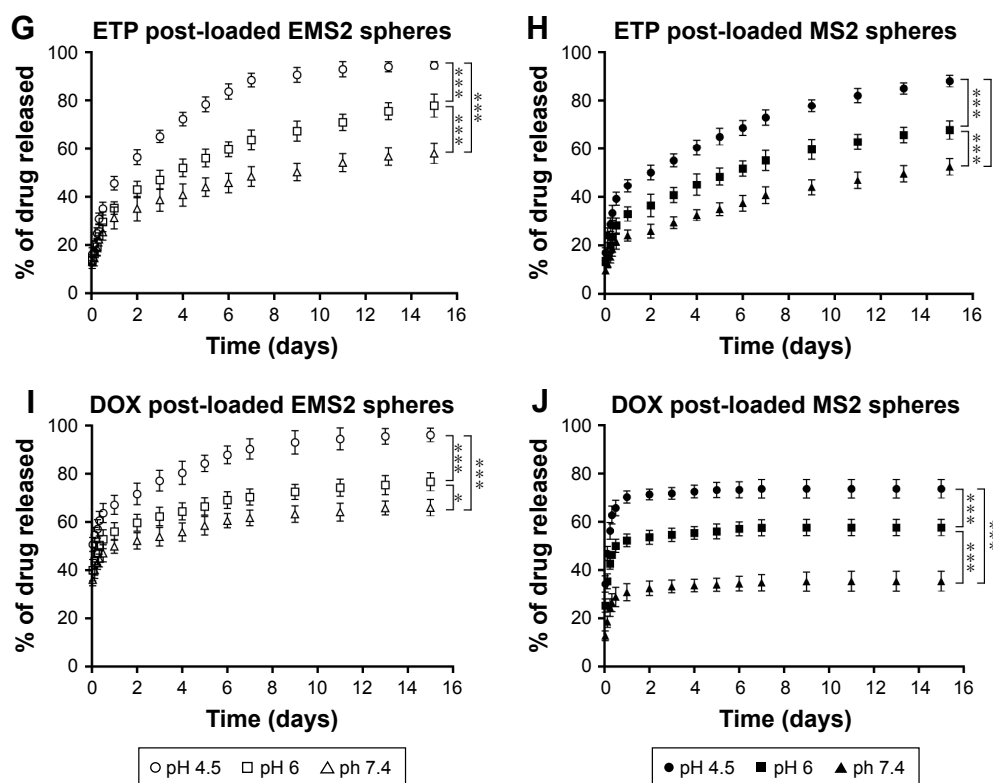 G ETP post-loaded EMS2 spheres
% of drug released
100
80
60
40
20
0
0 2 4 6 8 10 12 14 16
Time (days)
***
***
***
H ETP post-loaded MS2 spheres
% of drug released
100
80
60
40
20
0
0 2 4 6 8 10 12 14 16
Time (days)
***
***
***
I DOX post-loaded EMS2 spheres
% of drug released
100
80
60
40
20
0
0 2 4 6 8 10 12 14 16
Time (days)
***
*
***
J DOX post-loaded MS2 spheres
% of drug released
100
80
60
40
20
0
0 2 4 6 8 10 12 14 16
Time (days)
***
***
***
pH 4.5 pH 6 ph 7.4
pH 4.5 pH 6 ph 7.4